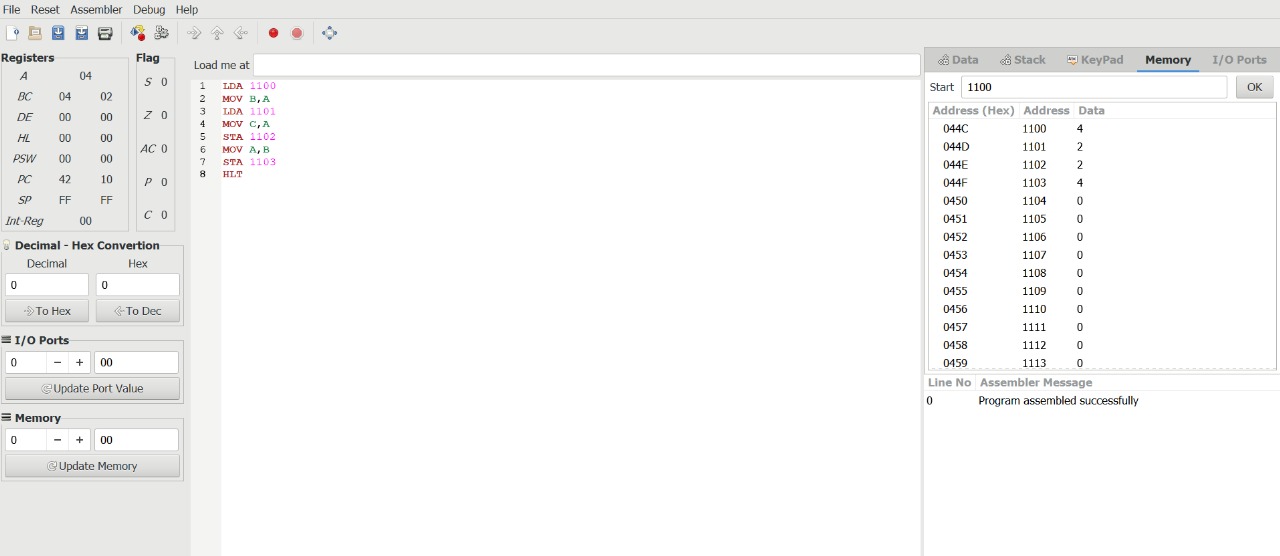 File Reset Assembler Debug Help
Registers
A 04
BC 04 02
DE 00 00
HL 00 00
PSW 00 00
PC 42 10
SP FF FF
Int-Reg 00
Flag
S 0
Z 0
AC 0
P 0
C 0
Decimal - Hex Convertion
Decimal Hex
0 0
To Hex To Dec
I/O Ports
0 − + 00
Update Port Value
Memory
0 − + 00
Update Memory
Load me at
1 LDA 1100
2 MOV B,A
3 LDA 1101
4 MOV C,A
5 STA 1102
6 MOV A,B
7 STA 1103
8 HLT
Data Stack KeyPad Memory I/O Ports
Start 1100 OK
Address (Hex) Address Data
044C 1100 4
044D 1101 2
044E 1102 2
044F 1103 4
0450 1104 0
0451 1105 0
0452 1106 0
0453 1107 0
0454 1108 0
0455 1109 0
0456 1110 0
0457 1111 0
0458 1112 0
0459 1113 0
Line No Assembler Message
0 Program assembled successfully